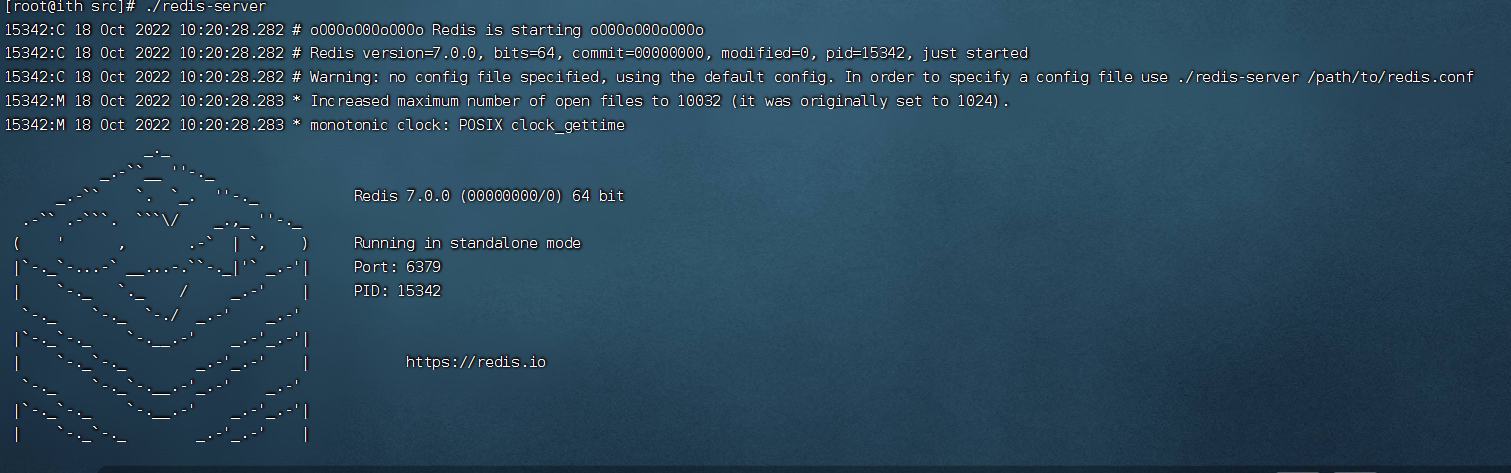 [root@ith src]# ./redis-server
15342:C 18 Oct 2022 10:20:28.282 # oO0OoO0OoO0Oo Redis is starting oO0OoO0OoO0Oo
15342:C 18 Oct 2022 10:20:28.282 # Redis version=7.0.0, bits=64, commit=00000000, modified=0, pid=15342, just started
15342:C 18 Oct 2022 10:20:28.282 # Warning: no config file specified, using the default config. In order to specify a config file use ./redis-server /path/to/redis.conf
15342:M 18 Oct 2022 10:20:28.283 * Increased maximum number of open files to 10032 (it was originally set to 1024).
15342:M 18 Oct 2022 10:20:28.283 * monotonic clock: POSIX clock_gettime
Redis 7.0.0 (00000000/0) 64 bit
Running in standalone mode
Port: 6379
PID: 15342
https://redis.io